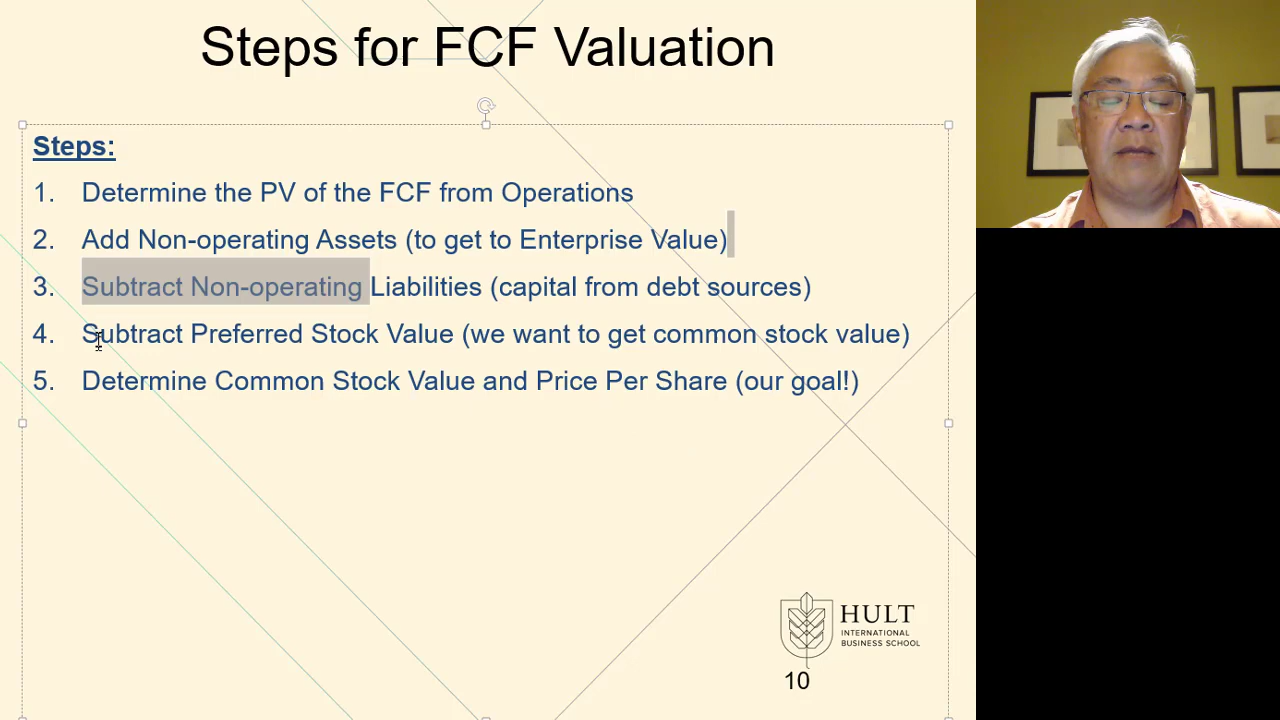 Steps for FCF Valuation
Steps:
1. Determine the PV of the FCF from Operations
2. Add Non-operating Assets (to get to Enterprise Value)
3. Subtract Non-operating Liabilities (capital from debt sources)
4. Subtract Preferred Stock Value (we want to get common stock value)
5. Determine Common Stock Value and Price Per Share (our goal!)
HULT
INTERNATIONAL
BUSINESS SCHOOL
10